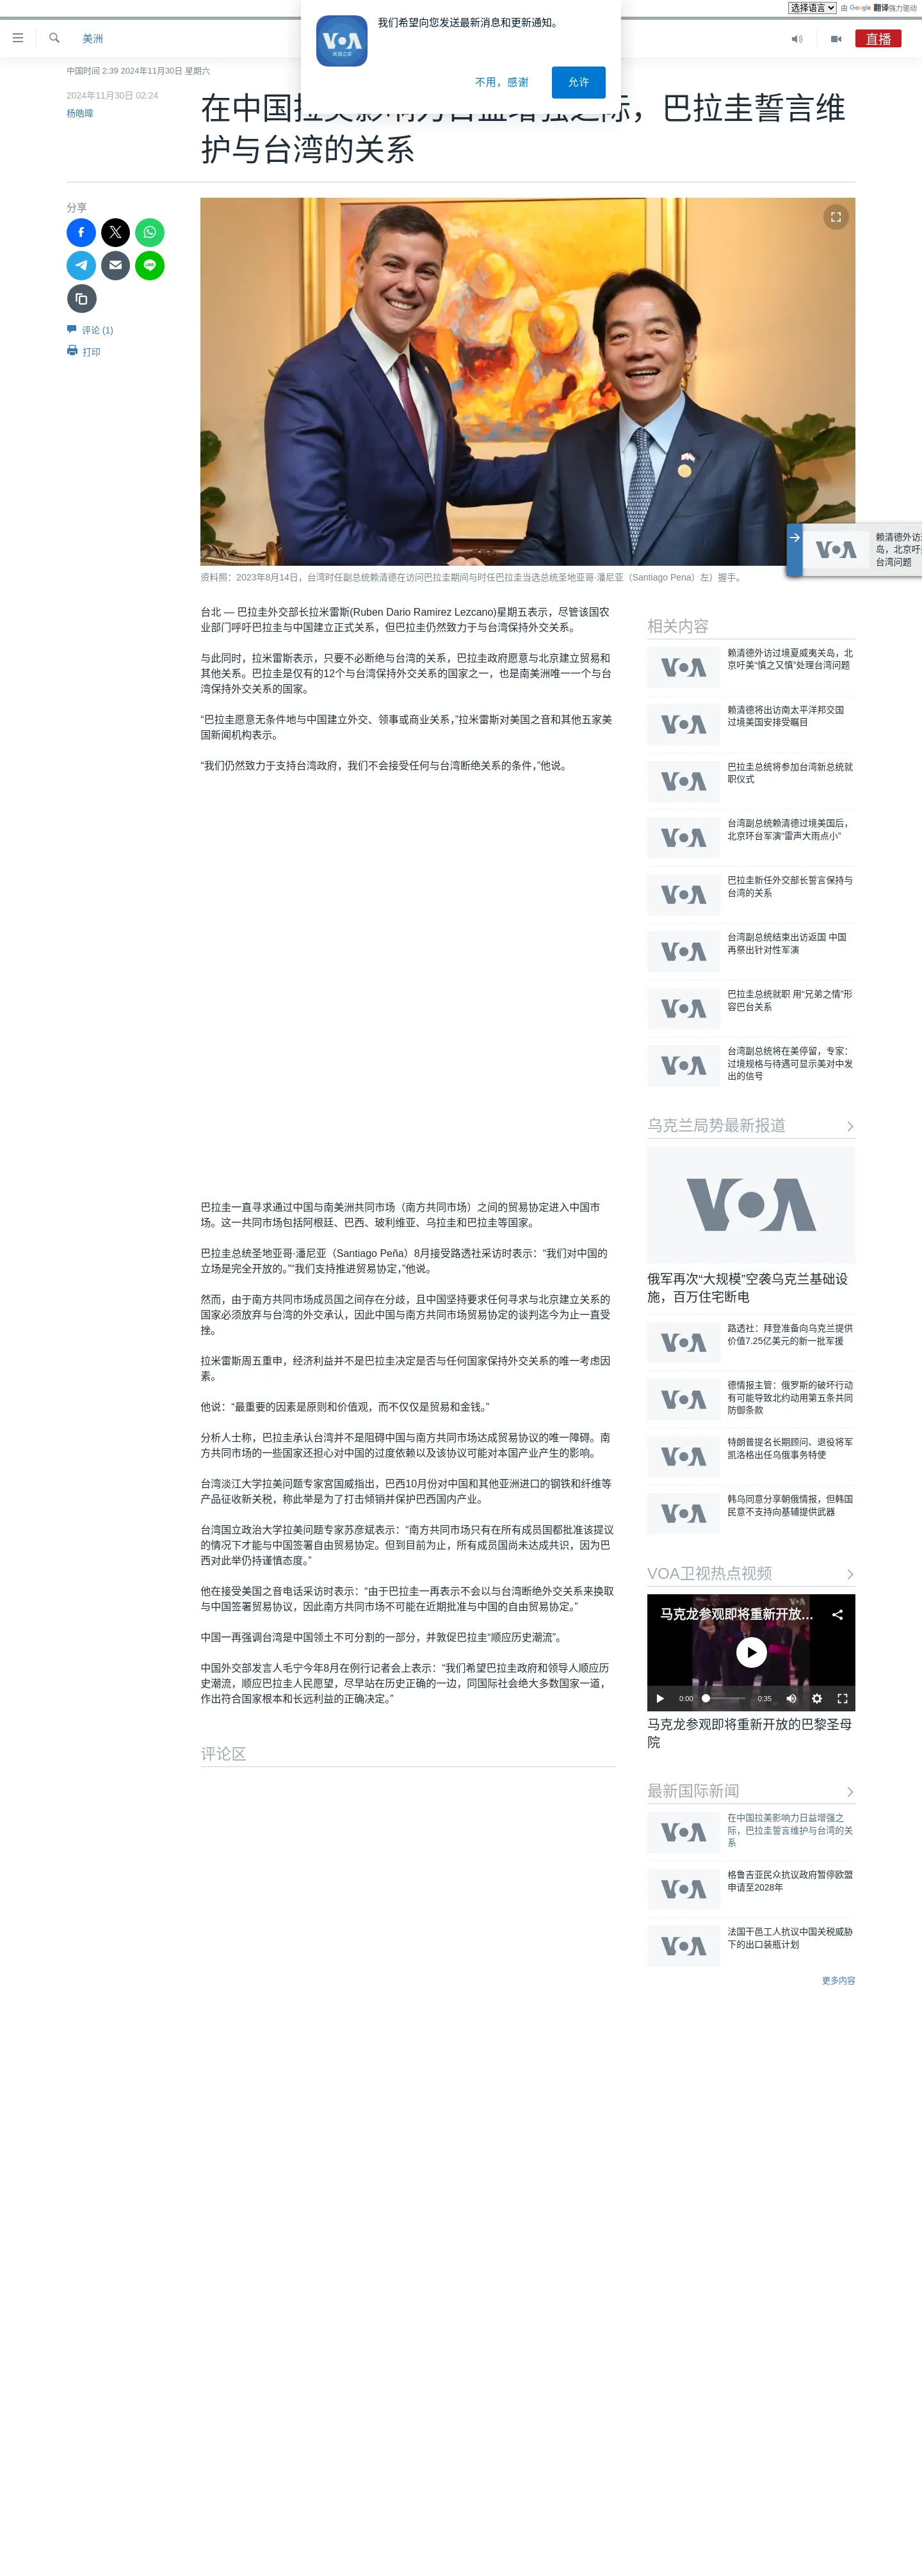 选择语言
由 Google 翻译强力驱动
我们希望向您发送最新消息和更新通知。
VOA
美国之音
不用，感谢
允许
美洲
直播
中国时间 2:39 2024年11月30日 星期六
2024年11月30日 02:24
杨皓暐
在中国拉美影响力日益增强之际，巴拉圭誓言维
护与台湾的关系
分享
LINE
评论 (1)
打印
资料照：2023年8月14日，台湾时任副总统赖清德在访问巴拉圭期间与时任巴拉圭当选总统圣地亚哥·潘尼亚（Santiago Pena）左）握手。
VOA
赖清德外访
岛，北京吁
台湾问题
台北 — 巴拉圭外交部长拉米雷斯(Ruben Dario Ramirez Lezcano)星期五表示，尽管该国农
业部门呼吁巴拉圭与中国建立正式关系，但巴拉圭仍然致力于与台湾保持外交关系。
与此同时，拉米雷斯表示，只要不必断绝与台湾的关系，巴拉圭政府愿意与北京建立贸易和
其他关系。巴拉圭是仅有的12个与台湾保持外交关系的国家之一，也是南美洲唯一一个与台
湾保持外交关系的国家。
“巴拉圭愿意无条件地与中国建立外交、领事或商业关系，”拉米雷斯对美国之音和其他五家美
国新闻机构表示。
“我们仍然致力于支持台湾政府，我们不会接受任何与台湾断绝关系的条件，”他说。
巴拉圭一直寻求通过中国与南美洲共同市场（南方共同市场）之间的贸易协定进入中国市
场。这一共同市场包括阿根廷、巴西、玻利维亚、乌拉圭和巴拉圭等国家。
巴拉圭总统圣地亚哥·潘尼亚（Santiago Peña）8月接受路透社采访时表示：“我们对中国的
立场是完全开放的。”“我们支持推进贸易协定，”他说。
然而，由于南方共同市场成员国之间存在分歧，且中国坚持要求任何寻求与北京建立关系的
国家必须放弃与台湾的外交承认，因此中国与南方共同市场贸易协定的谈判迄今为止一直受
挫。
拉米雷斯周五重申，经济利益并不是巴拉圭决定是否与任何国家保持外交关系的唯一考虑因
素。
他说：“最重要的因素是原则和价值观，而不仅仅是贸易和金钱。”
分析人士称，巴拉圭承认台湾并不是阻碍中国与南方共同市场达成贸易协议的唯一障碍。南
方共同市场的一些国家还担心对中国的过度依赖以及该协议可能对本国产业产生的影响。
台湾淡江大学拉美问题专家宫国威指出，巴西10月份对中国和其他亚洲进口的钢铁和纤维等
产品征收新关税，称此举是为了打击倾销并保护巴西国内产业。
台湾国立政治大学拉美问题专家苏彦斌表示：“南方共同市场只有在所有成员国都批准该提议
的情况下才能与中国签署自由贸易协定。但到目前为止，所有成员国尚未达成共识，因为巴
西对此举仍持谨慎态度。”
他在接受美国之音电话采访时表示：“由于巴拉圭一再表示不会以与台湾断绝外交关系来换取
与中国签署贸易协议，因此南方共同市场不可能在近期批准与中国的自由贸易协定。”
中国一再强调台湾是中国领土不可分割的一部分，并敦促巴拉圭“顺应历史潮流”。
中国外交部发言人毛宁今年8月在例行记者会上表示：“我们希望巴拉圭政府和领导人顺应历
史潮流，顺应巴拉圭人民愿望，尽早站在历史正确的一边，同国际社会绝大多数国家一道，
作出符合国家根本和长远利益的正确决定。”
评论区
相关内容
VOA
赖清德外访过境夏威夷关岛，北
京吁美“慎之又慎”处理台湾问题
VOA
赖清德将出访南太平洋邦交国
过境美国安排受瞩目
VOA
巴拉圭总统将参加台湾新总统就
职仪式
VOA
台湾副总统赖清德过境美国后，
北京环台军演“雷声大雨点小”
VOA
巴拉圭新任外交部长誓言保持与
台湾的关系
VOA
台湾副总统结束出访返国 中国
再祭出针对性军演
VOA
巴拉圭总统就职 用“兄弟之情”形
容巴台关系
VOA
台湾副总统将在美停留，专家：
过境规格与待遇可显示美对中发
出的信号
乌克兰局势最新报道
VOA
俄军再次“大规模”空袭乌克兰基础设
施，百万住宅断电
VOA
路透社：拜登准备向乌克兰提供
价值7.25亿美元的新一批军援
VOA
德情报主管：俄罗斯的破坏行动
有可能导致北约动用第五条共同
防御条款
VOA
特朗普提名长期顾问、退役将军
凯洛格出任乌俄事务特使
VOA
韩乌同意分享朝俄情报，但韩国
民意不支持向基辅提供武器
VOA卫视热点视频
VOA
马克龙参观即将重新开放...
0:00
0:35
马克龙参观即将重新开放的巴黎圣母
院
最新国际新闻
VOA
在中国拉美影响力日益增强之
际，巴拉圭誓言维护与台湾的关
系
VOA
格鲁吉亚民众抗议政府暂停欧盟
申请至2028年
VOA
法国干邑工人抗议中国关税威胁
下的出口装瓶计划
更多内容